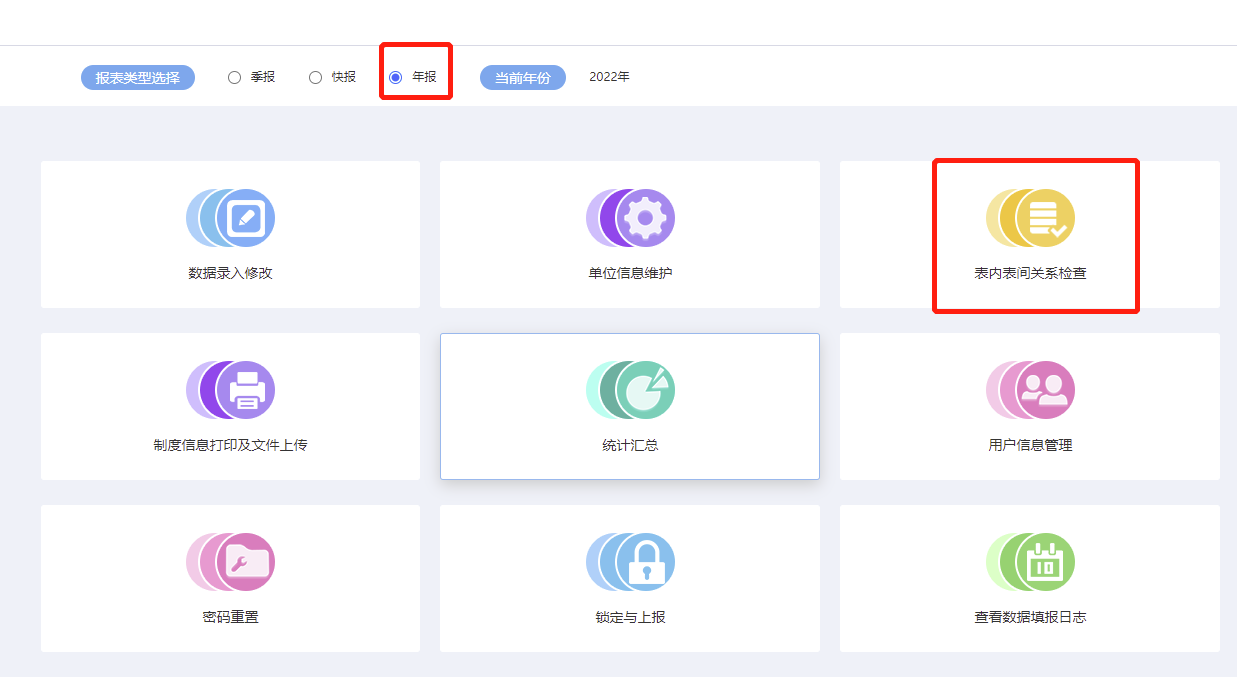 报表类型选择 季报 快报 年报 当前年份 2022年
数据录入修改 单位信息维护 表内表间关系检查
制度信息打印及文件上传 统计汇总 用户信息管理
10
密码重置 锁定与上报 查看数据填报日志